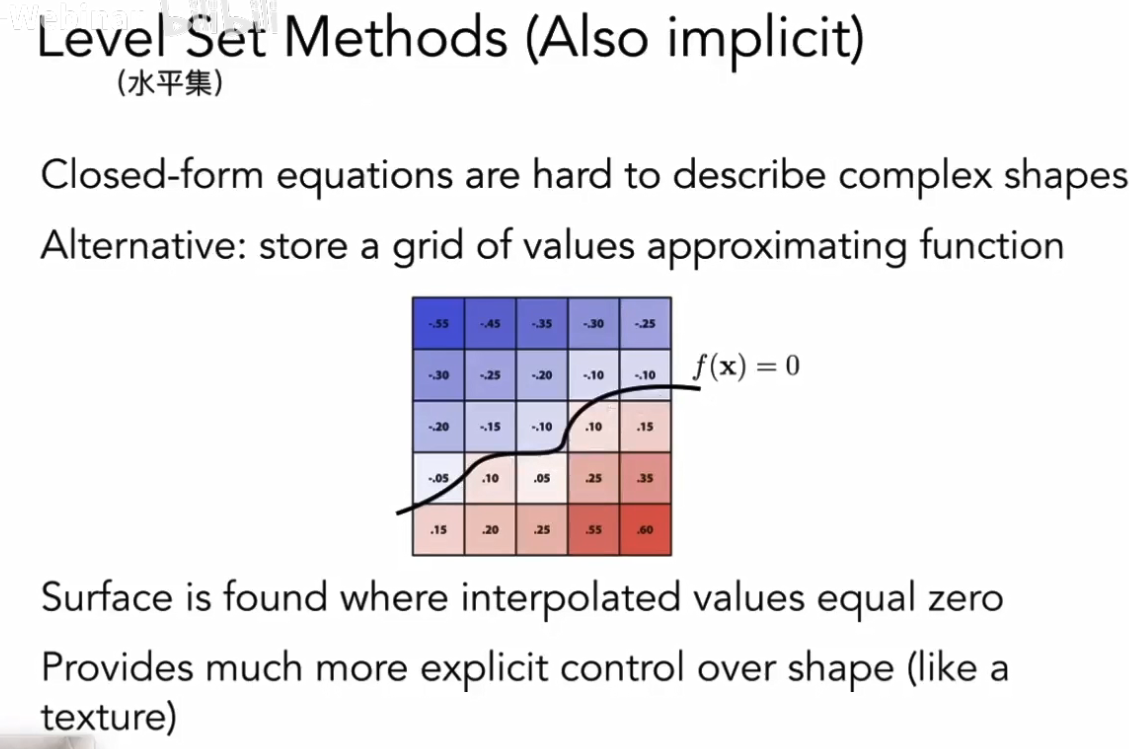 Level Set Methods (Also implicit)
(水平集)
Closed-form equations are hard to describe complex shapes
Alternative: store a grid of values approximating function
-.55 -.45 -.35 -.30 -.25
-.30 -.25 -.20 -.10 -.10
f(x) = 0
-.20 -.15 -.10 .10 .15
-.05 .10 .05 .25 .35
.15 .20 .25 .55 .60
Surface is found where interpolated values equal zero
Provides much more explicit control over shape (like a
texture)